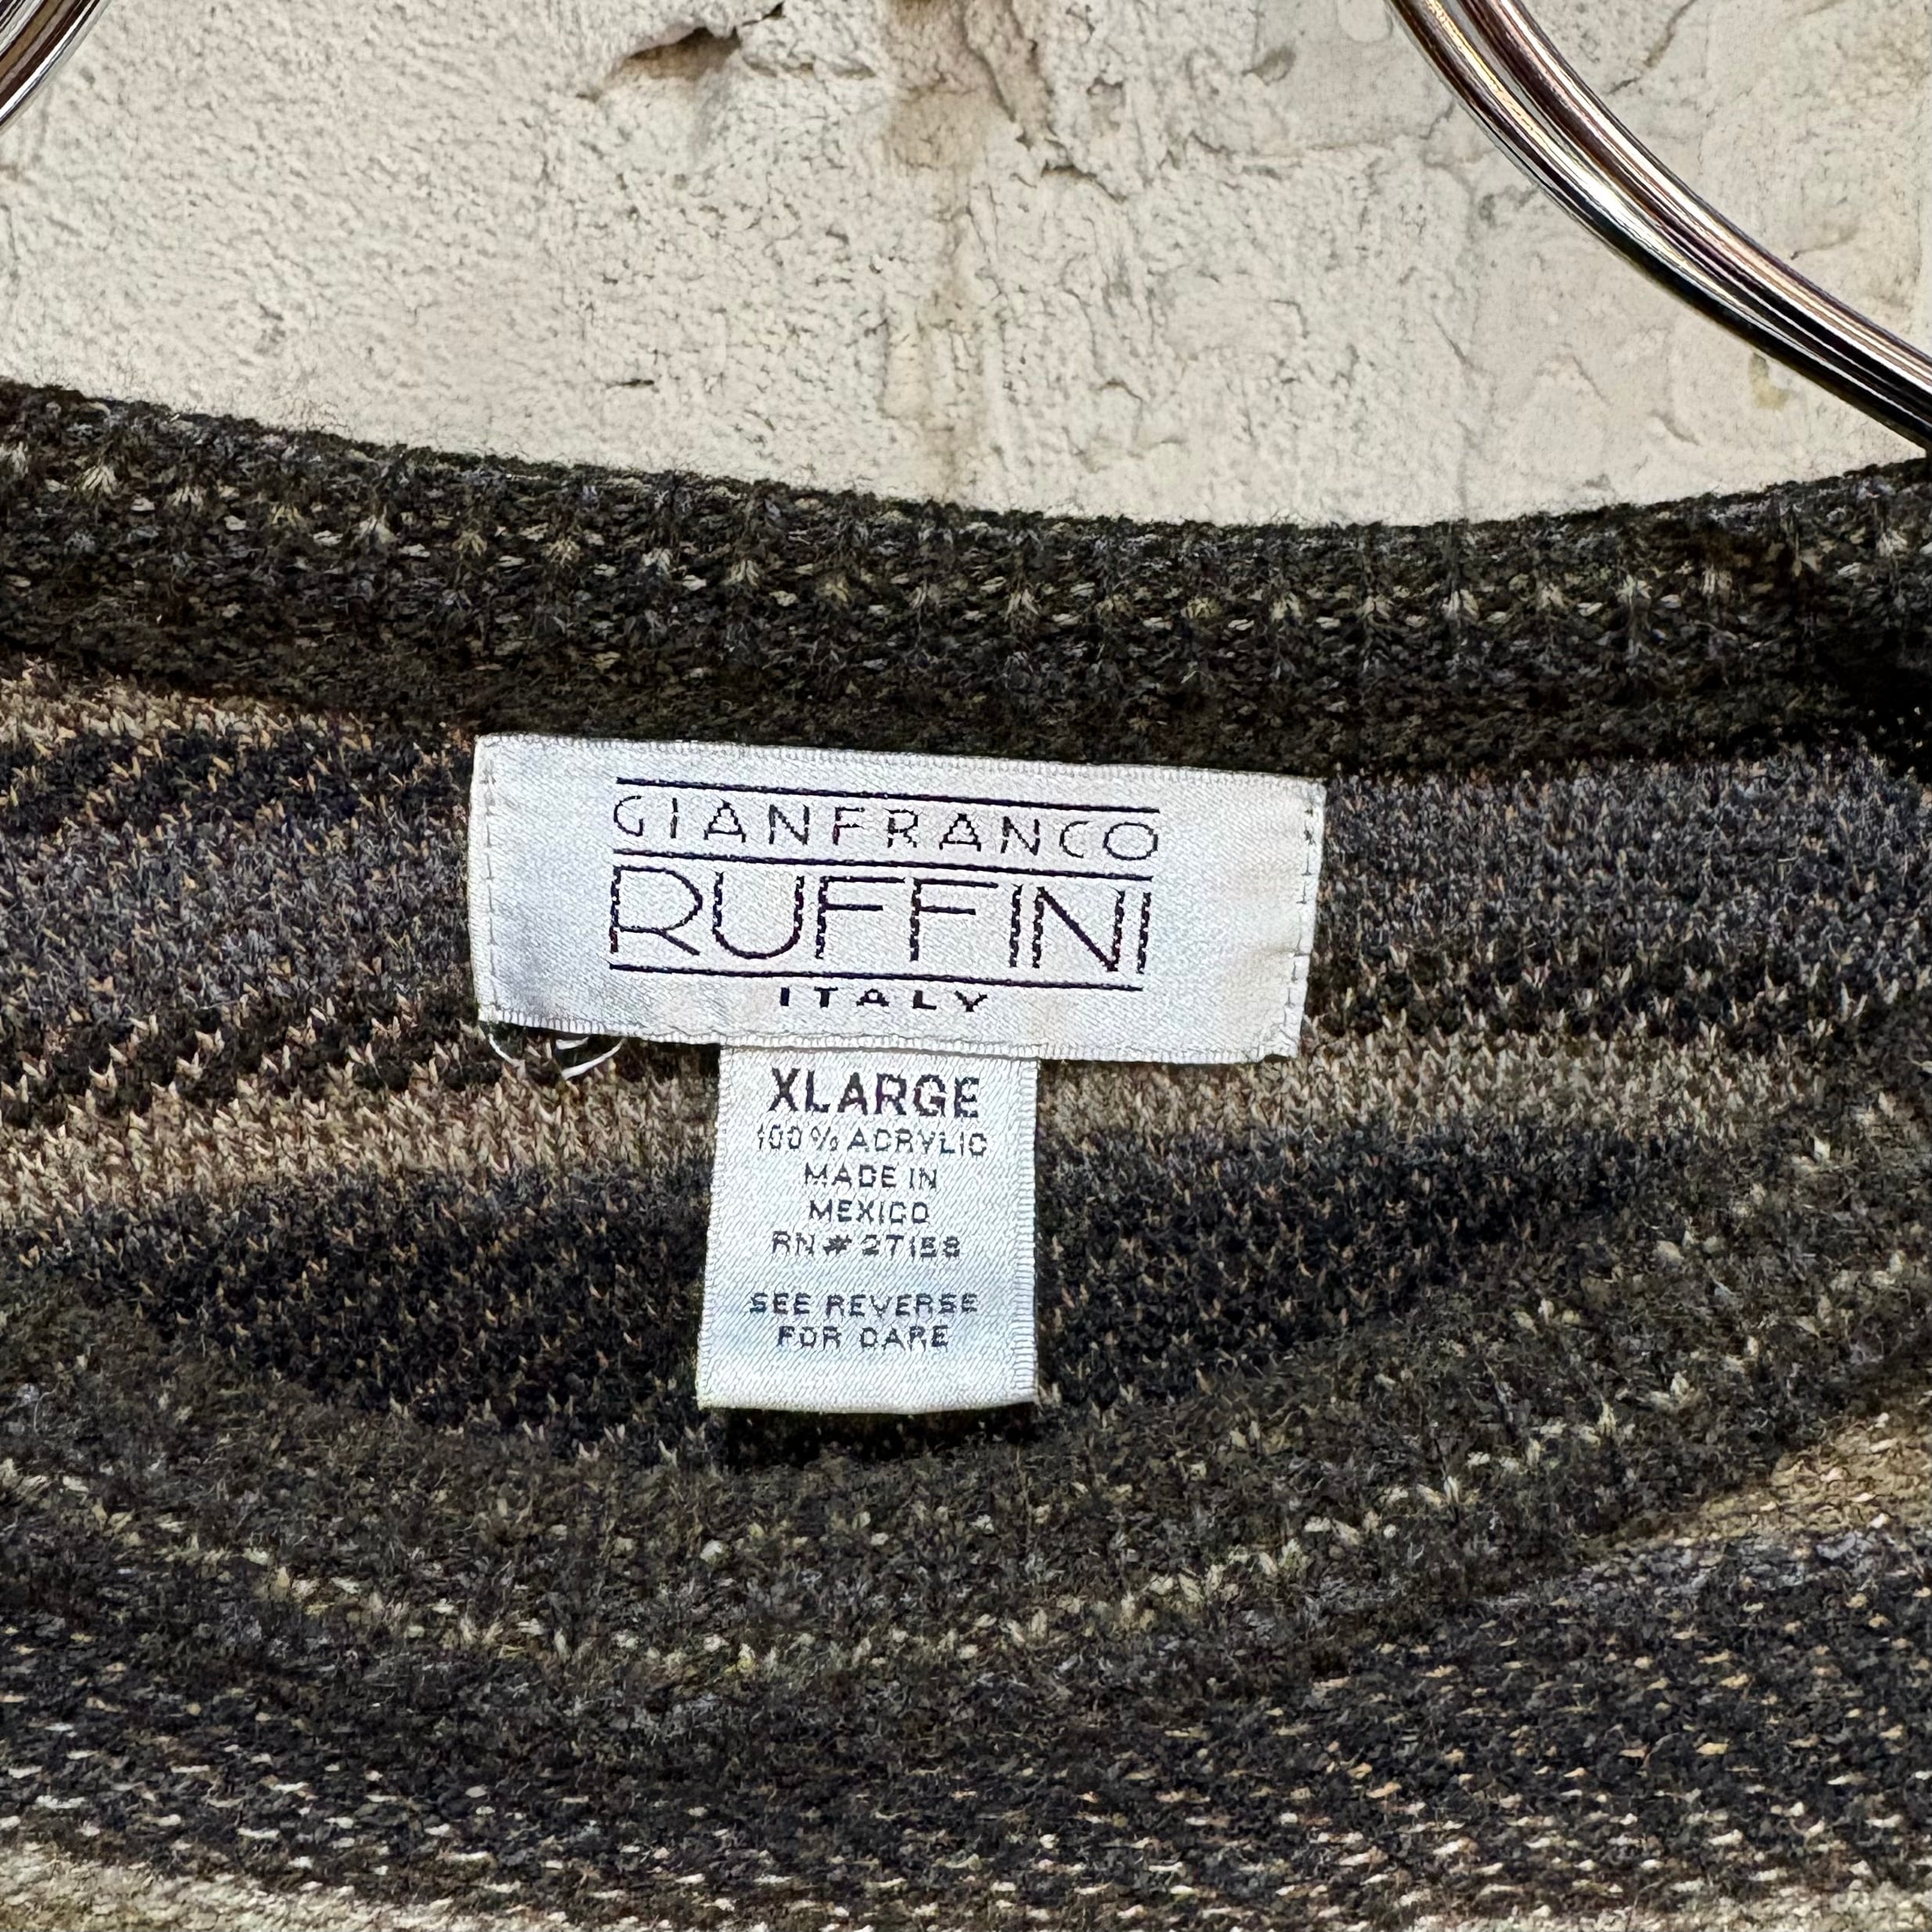 GIANFRANCO
RUFFINI
ITALY
XLARGE
100% ACRYLIC
MADE IN
MEXICO
RN# 27158
SEE REVERSE
FOR CARE